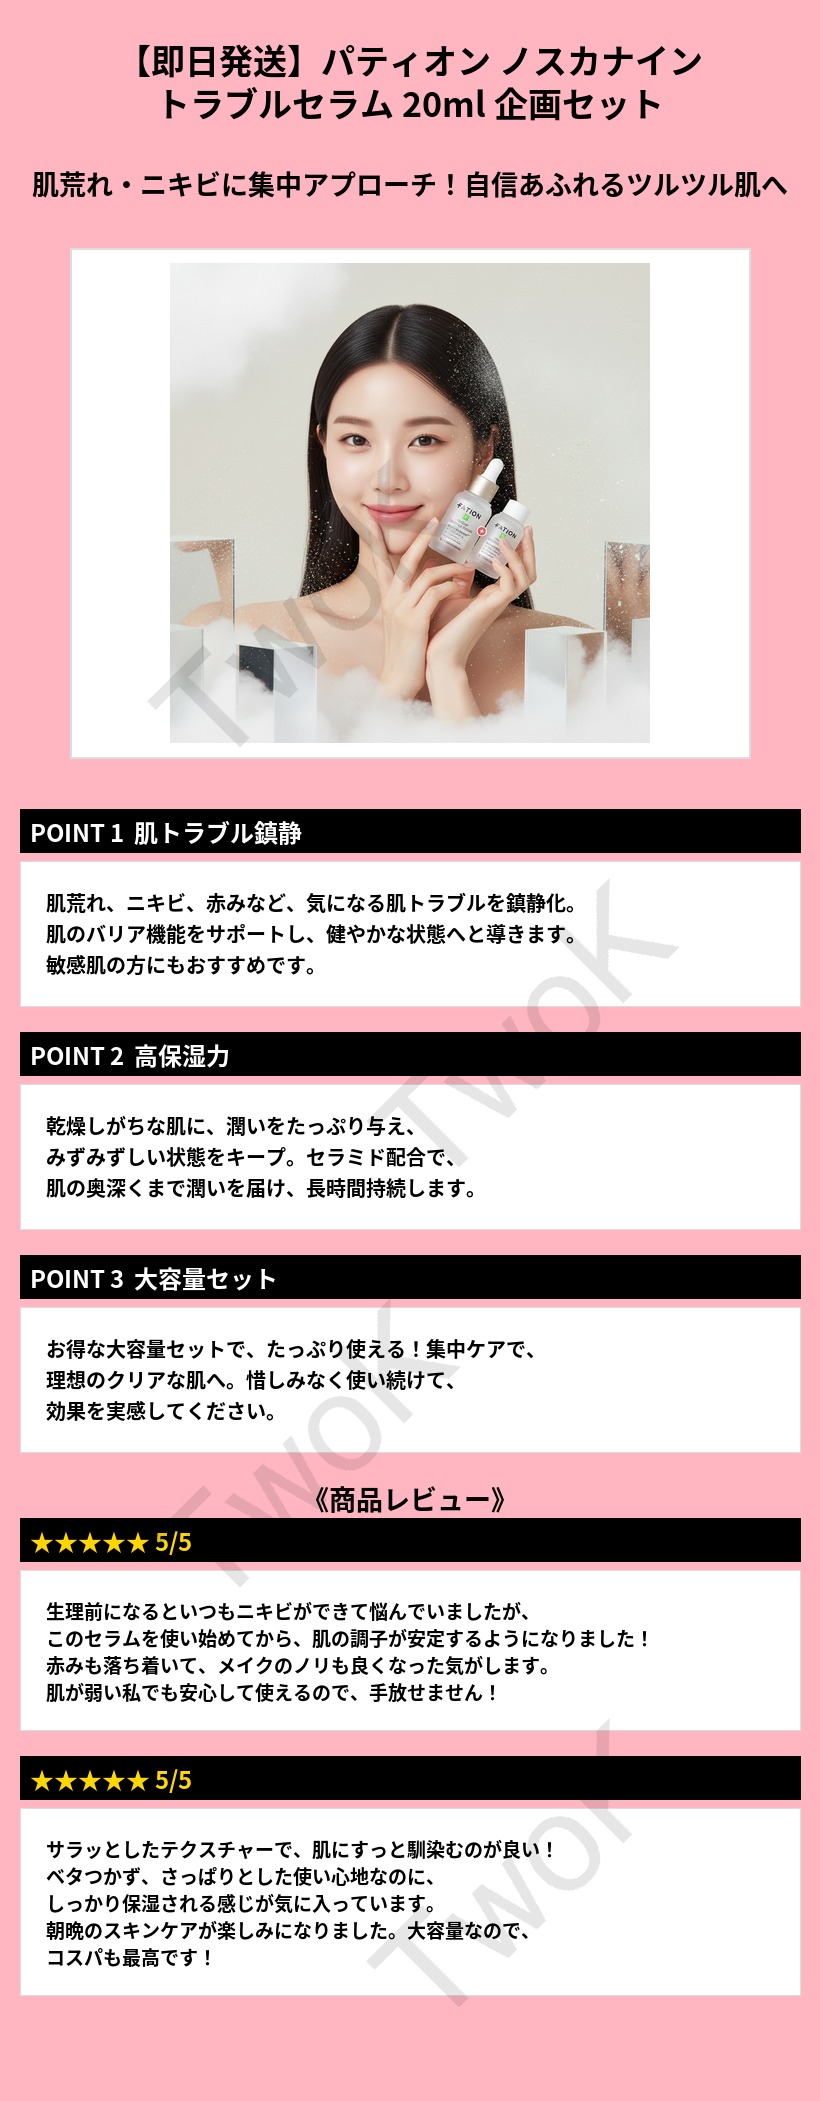 【即日発送】パティオン ノスカナイン
トラブルセラム 20ml 企画セット
肌荒れ・ニキビに集中アプローチ！自信あふれるツルツル肌へ
FATION
FATION
TwoK
POINT 1 肌トラブル鎮静
肌荒れ、ニキビ、赤みなど、気になる肌トラブルを鎮静化。
肌のバリア機能をサポートし、健やかな状態へと導きます。
敏感肌の方にもおすすめです。
TwoK
POINT 2 高保湿力
乾燥しがちな肌に、潤いをたっぷり与え、
みずみずしい状態をキープ。セラミド配合で、
肌の奥深くまで潤いを届け、長時間持続します。
POINT 3 大容量セット
お得な大容量セットで、たっぷり使える！集中ケアで、
理想のクリアな肌へ。惜しみなく使い続けて、
効果を実感してください。
TwoK
《商品レビュー》
★★★★★ 5/5
生理前になるといつもニキビができて悩んでいましたが、
このセラムを使い始めてから、肌の調子が安定するようになりました！
赤みも落ち着いて、メイクのノリも良くなった気がします。
肌が弱い私でも安心して使えるので、手放せません！
★★★★★ 5/5
サラッとしたテクスチャーで、肌にすっと馴染むのが良い！
ベタつかず、さっぱりとした使い心地なのに、
しっかり保湿される感じが気に入っています。
朝晩のスキンケアが楽しみになりました。大容量なので、
コスパも最高です！
TwoK